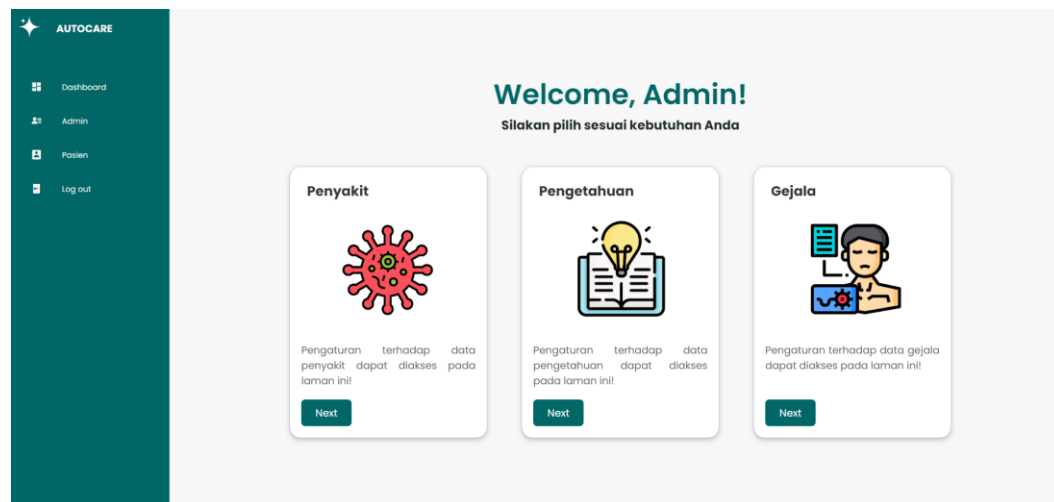 AUTOCARE
Dashboard
Admin
Pasien
Log out
Welcome, Admin!
Silakan pilih sesuai kebutuhan Anda
Penyakit
Pengaturan terhadap data
penyakit dapat diakses pada
laman ini!
Next
Pengetahuan
Pengaturan terhadap data
pengetahuan dapat diakses
pada laman ini!
Next
Gejala
Pengaturan terhadap data gejala
dapat diakses pada laman ini!
Next